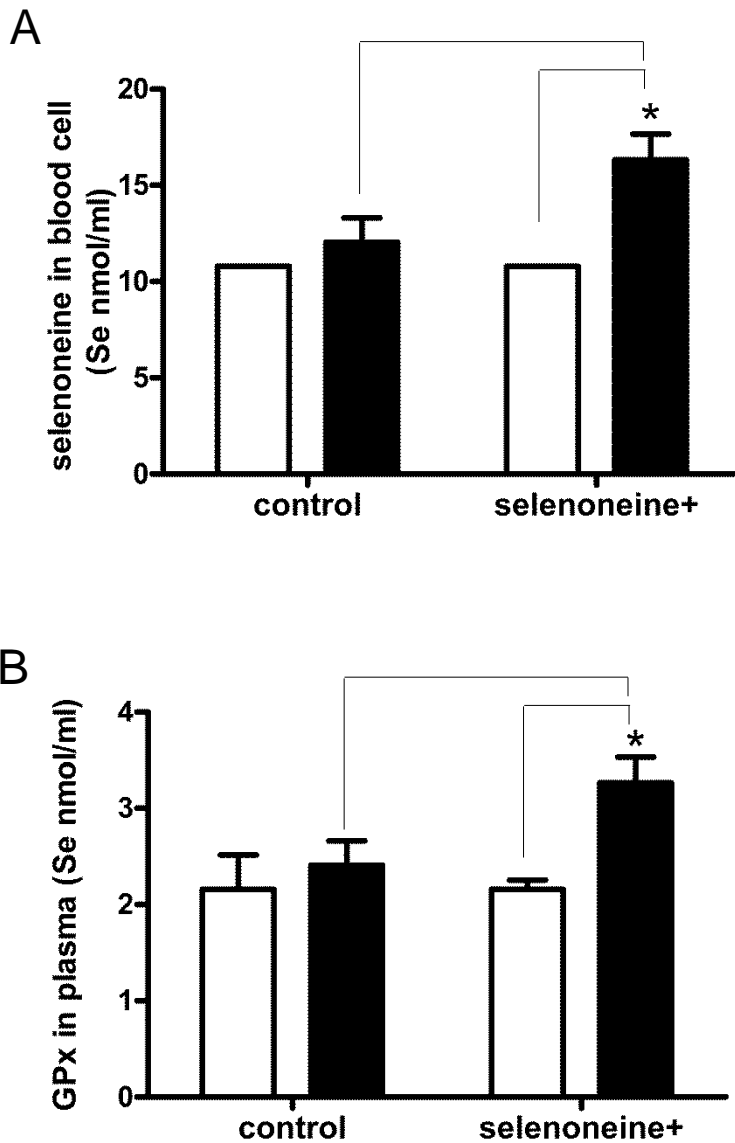 A
selenoneine in blood cell
(Se nmol/ml)
20
15
10
5
0
*
control
selenoneine+
B
GPx in plasma (Se nmol/ml)
4
3
2
1
0
*
control
selenoneine+